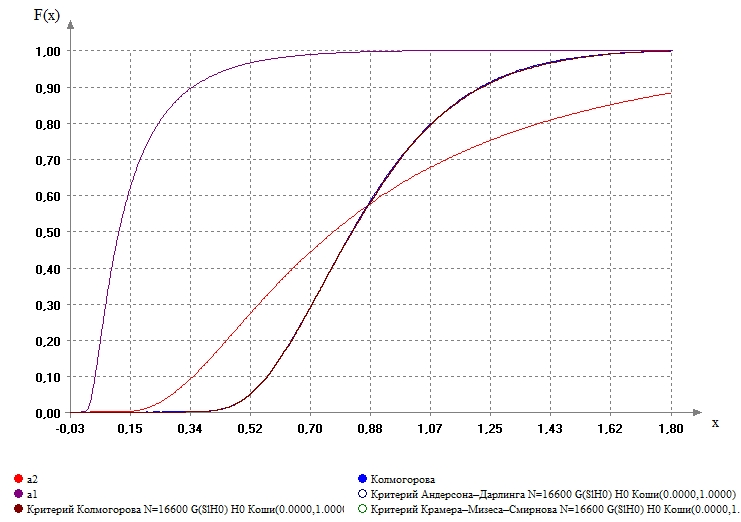 F(x)
1,00
0,90
0,80
0,70
0,60
0,50
0,40
0,30
0,20
0,10
0,00
-0,03 0,15 0,34 0,52 0,70 0,88 1,07 1,25 1,43 1,62 1,80
x
a2
a1
Критерий Колмогорова N=16600 G(S|H0) H0 Коши(0.0000,1.0000
Колмогорова
Критерий Андерсона–Дарлинга N=16600 G(S|H0) H0 Коши(0.0000,1.0000)
Критерий Крамера–Мизеса–Смирнова N=16600 G(S|H0) H0 Коши(0.0000,1.